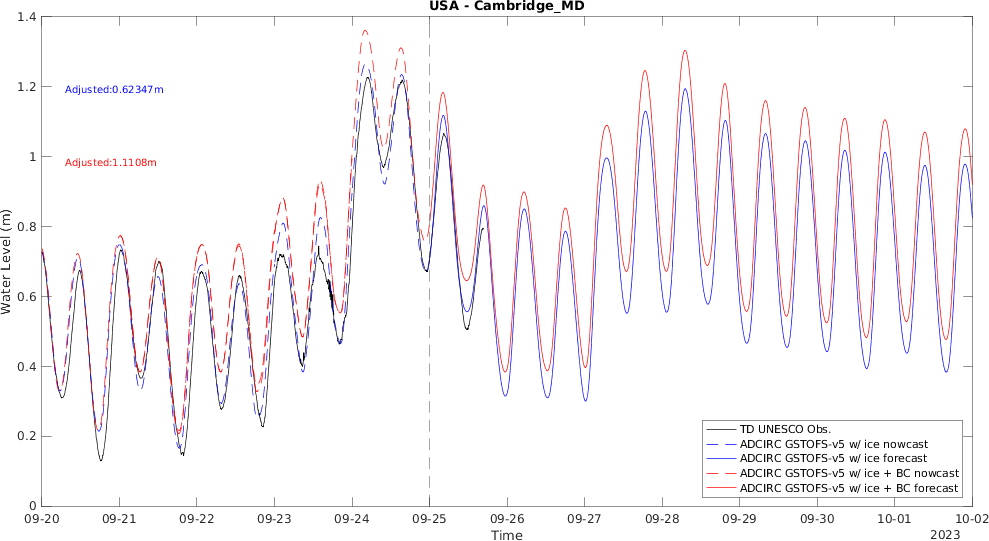 USA - Cambridge_MD
1.4
1.2
1
0.8
0.6
0.4
0.2
0
Water Level (m)
Adjusted:0.62347m
Adjusted:1.1108m
TD UNESCO Obs.
ADCIRC GSTOFS-v5 w/ ice nowcast
ADCIRC GSTOFS-v5 w/ ice forecast
ADCIRC GSTOFS-v5 w/ ice + BC nowcast
ADCIRC GSTOFS-v5 w/ ice + BC forecast
09-20 09-21 09-22 09-23 09-24 09-25 09-26 09-27 09-28 09-29 09-30 10-01 10-02
Time
2023